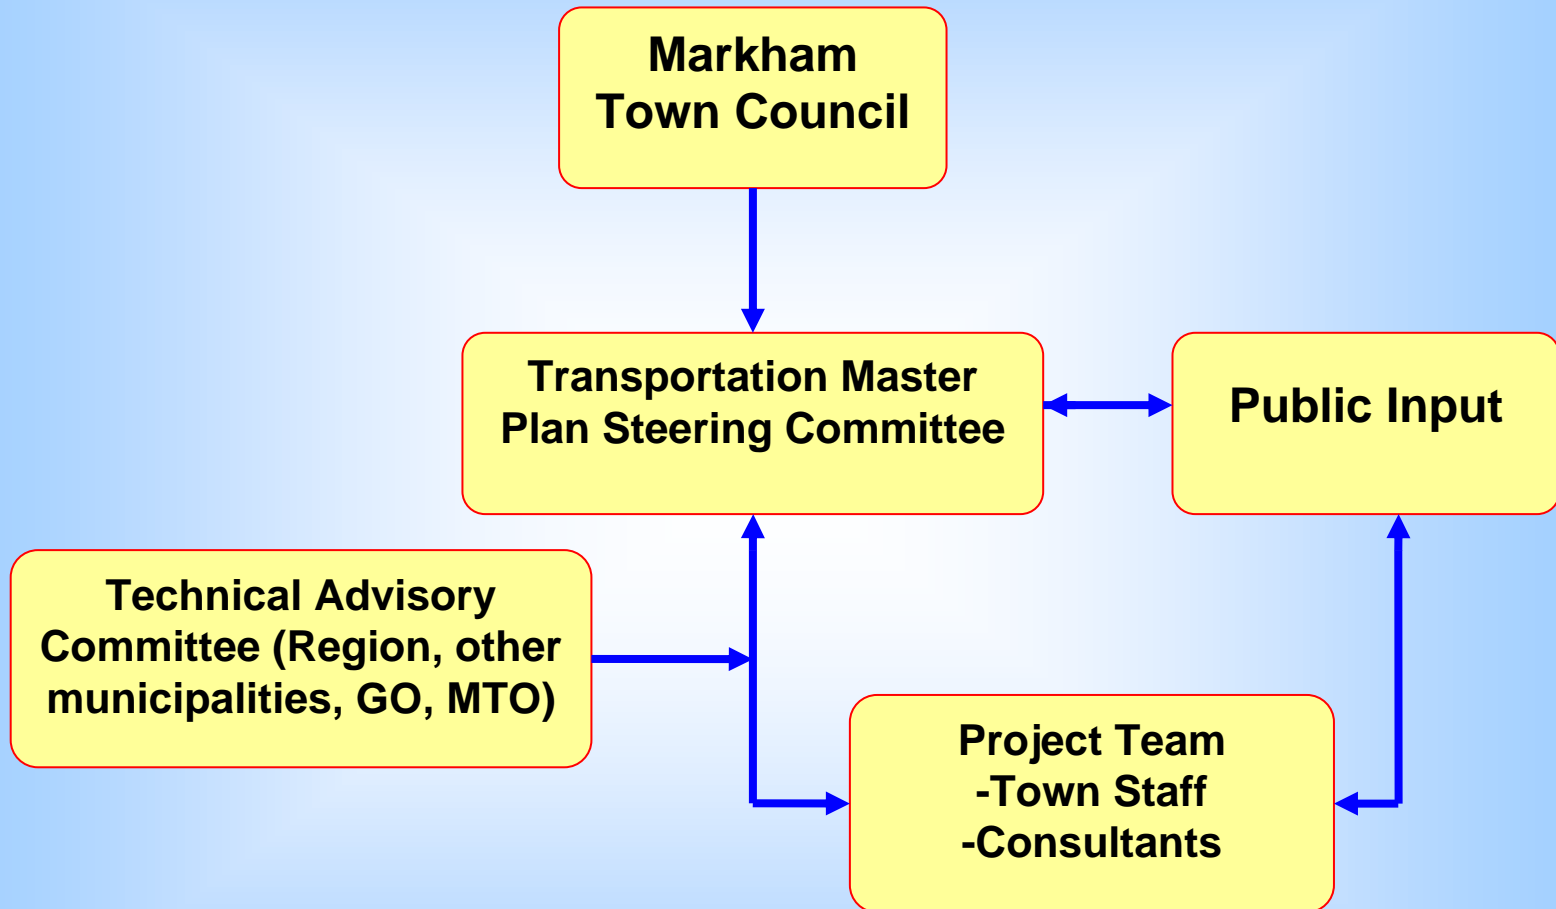 Markham
Town Council
Transportation Master
Plan Steering Committee
Public Input
Technical Advisory
Committee (Region, other
municipalities, GO, MTO)
Project Team
-Town Staff
-Consultants